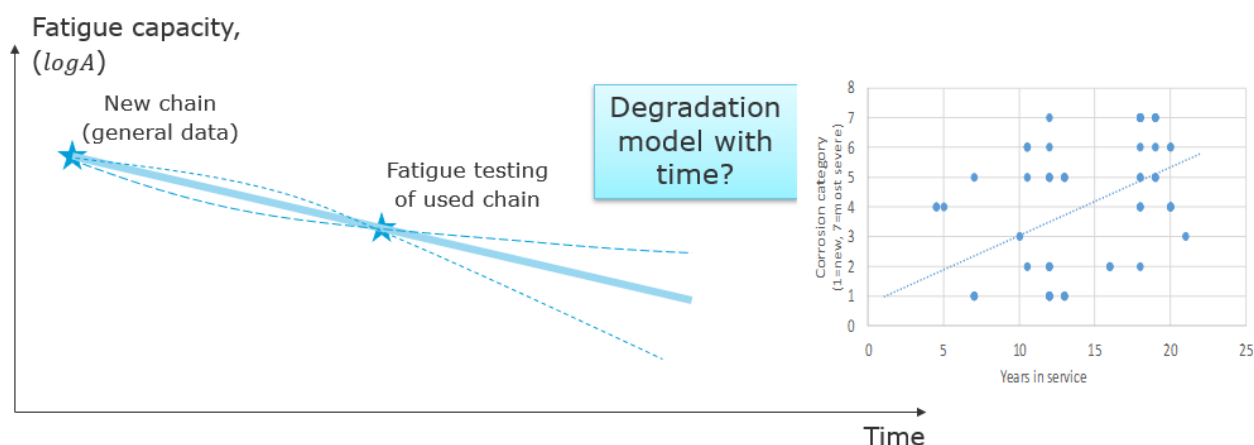 Fatigue capacity,
(logA)
New chain
(general data)
Fatigue testing
of used chain
Degradation
model with
time?
Time
Corrosion category
(1=new, 7=most severe)
8
7
6
5
4
3
2
1
0
0 5 10 15 20 25
Years in service